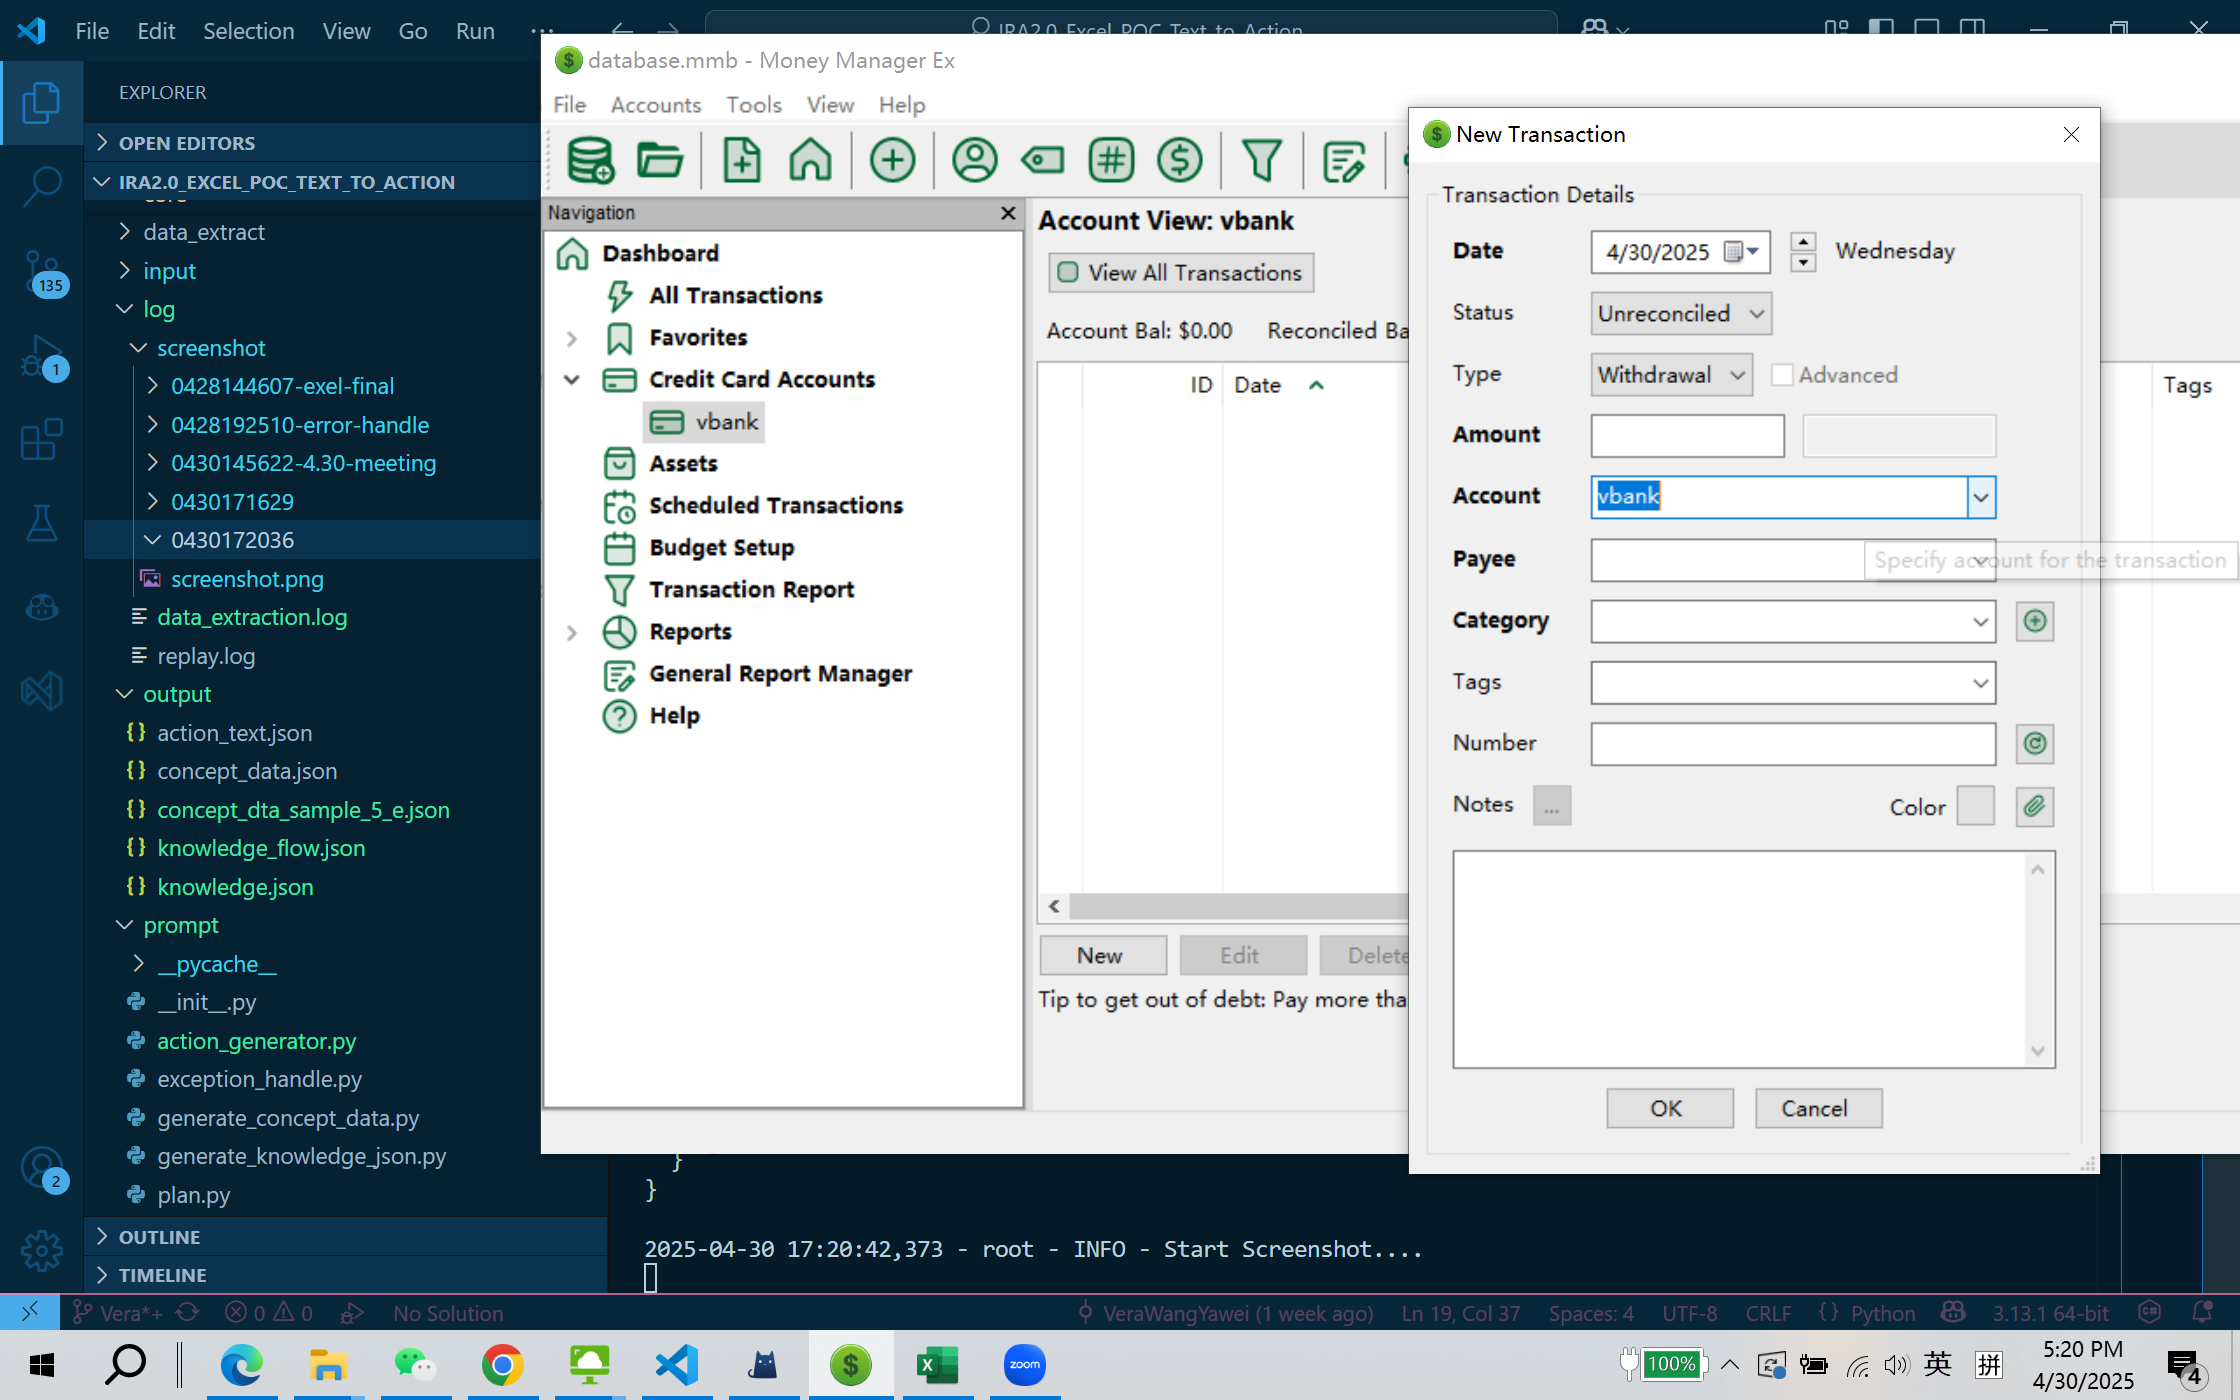 File Edit Selection View Go Run ...
IRA2.0_Excel_POC_Text_to_Action
EXPLORER
OPEN EDITORS
IRA2.0_EXCEL_POC_TEXT_TO_ACTION
data_extract
input
log
screenshot
0428144607-exel-final
0428192510-error-handle
0430145622-4.30-meeting
0430171629
0430172036
screenshot.png
data_extraction.log
replay.log
output
action_text.json
concept_data.json
concept_dta_sample_5_e.json
knowledge_flow.json
knowledge.json
prompt
__pycache__
__init__.py
action_generator.py
exception_handle.py
generate_concept_data.py
generate_knowledge_json.py
plan.py
OUTLINE
TIMELINE
135
1
2
database.mmb - Money Manager Ex
File Accounts Tools View Help
Navigation
Dashboard
All Transactions
Favorites
Credit Card Accounts
vbank
Assets
Scheduled Transactions
Budget Setup
Transaction Report
Reports
General Report Manager
Help
Account View: vbank
View All Transactions
Account Bal: $0.00 Reconciled Ba
ID Date Tags
New Edit Delete
Tip to get out of debt: Pay more tha
New Transaction
Transaction Details
Date 4/30/2025 Wednesday
Status Unreconciled
Type Withdrawal Advanced
Amount
Account vbank
Payee
Specify account for the transaction
Category
Tags
Number
Notes ... Color
OK Cancel
}
}
2025-04-30 17:20:42,373 - root - INFO - Start Screenshot....
Vera*+ 0 0 No Solution VeraWangYawei (1 week ago) Ln 19, Col 37 Spaces: 4 UTF-8 CRLF {} Python 3.13.1 64-bit
zoom
100%
英
拼
5:20 PM
4/30/2025
4